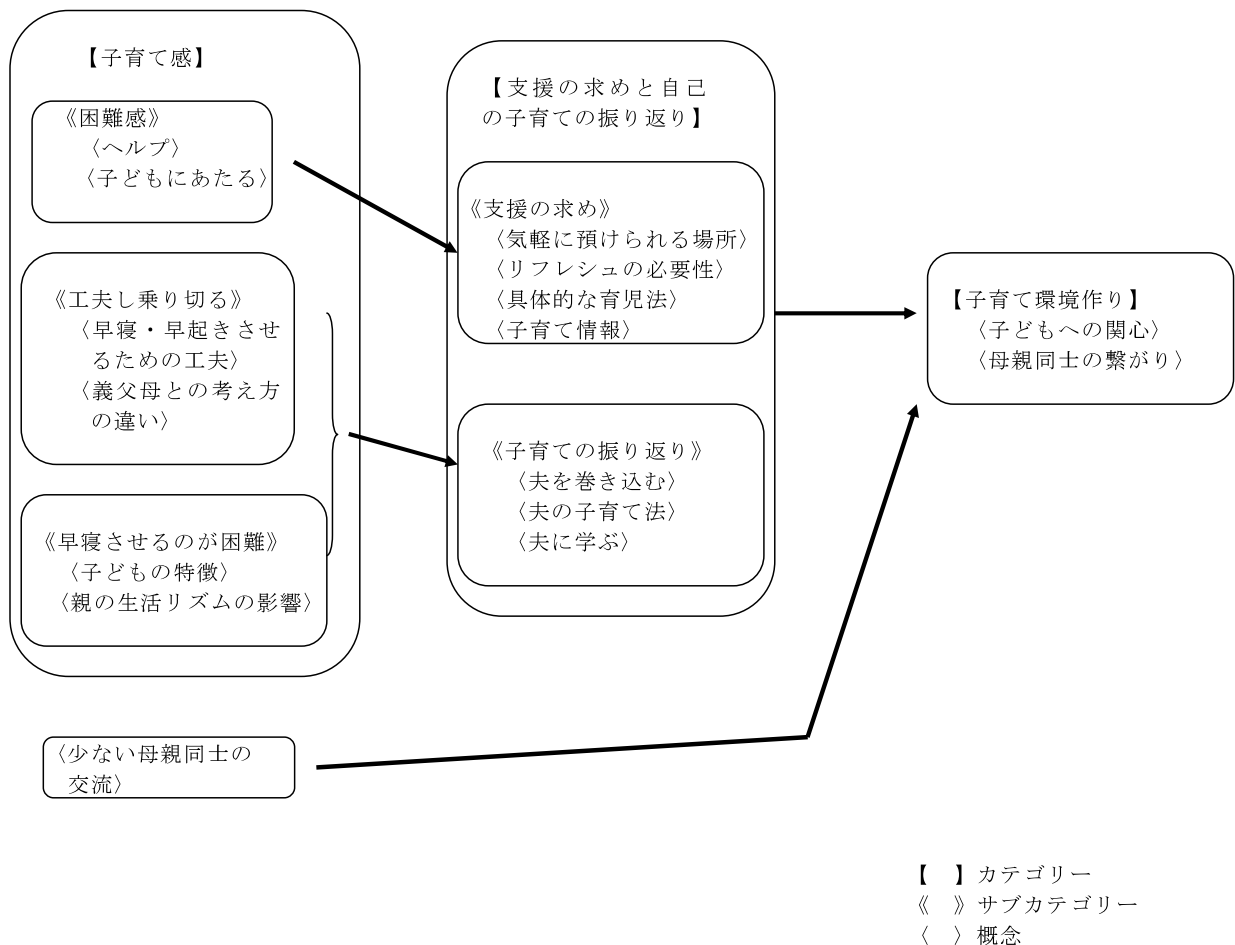 【子育て感】
《困難感》
〈ヘルプ〉
〈子どもにあたる〉
《工夫し乗り切る》
〈早寝・早起きさせ
るための工夫〉
〈義父母との考え方
の違い〉
《早寝させるのが困難》
〈子どもの特徴〉
〈親の生活リズムの影響〉
〈少ない母親同士の
交流〉
【支援の求めと自己
の子育ての振り返り】
《支援の求め》
〈気軽に預けられる場所〉
〈リフレシュの必要性〉
〈具体的な育児法〉
〈子育て情報〉
《子育ての振り返り》
〈夫を巻き込む〉
〈夫の子育て法〉
〈夫に学ぶ〉
【子育て環境作り】
〈子どもへの関心〉
〈母親同士の繋がり〉
【　】カテゴリー
《　》サブカテゴリー
〈　〉概念